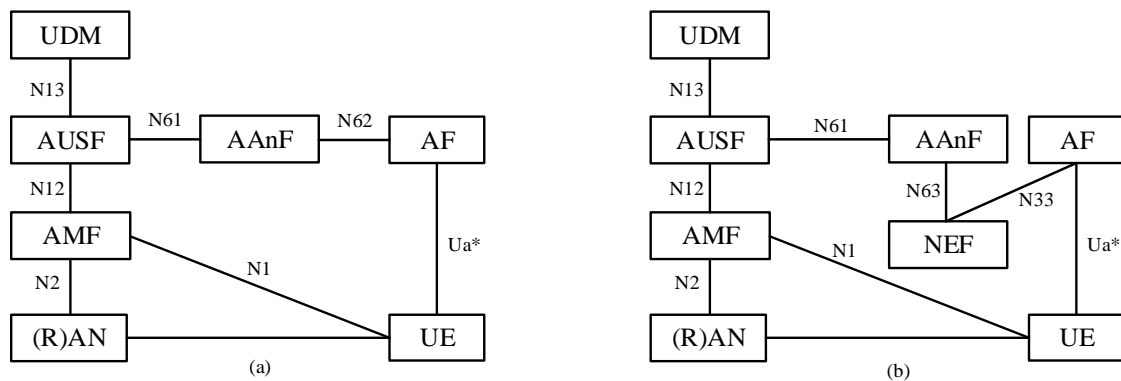 UDM
N13
AUSF
N61
AAnF
N62
AF
N12
AMF
N1
Ua*
N2
(R)AN
UE
(a)
UDM
N13
AUSF
N61
AAnF
AF
N12
N63
N33
AMF
NEF
N1
Ua*
N2
(R)AN
UE
(b)